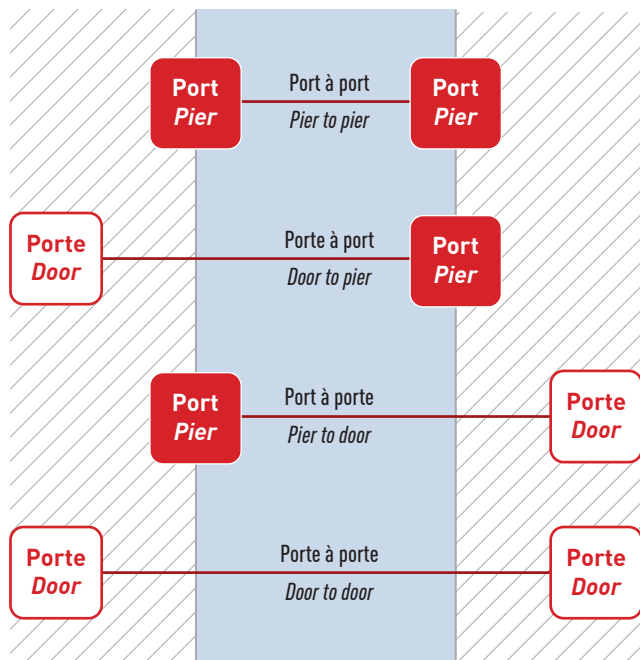 Port
Pier
Port à port
Pier to pier
Port
Pier
Porte
Door
Porte à port
Door to pier
Port
Pier
Port
Pier
Port à porte
Pier to door
Porte
Door
Porte
Door
Porte à porte
Door to door
Porte
Door